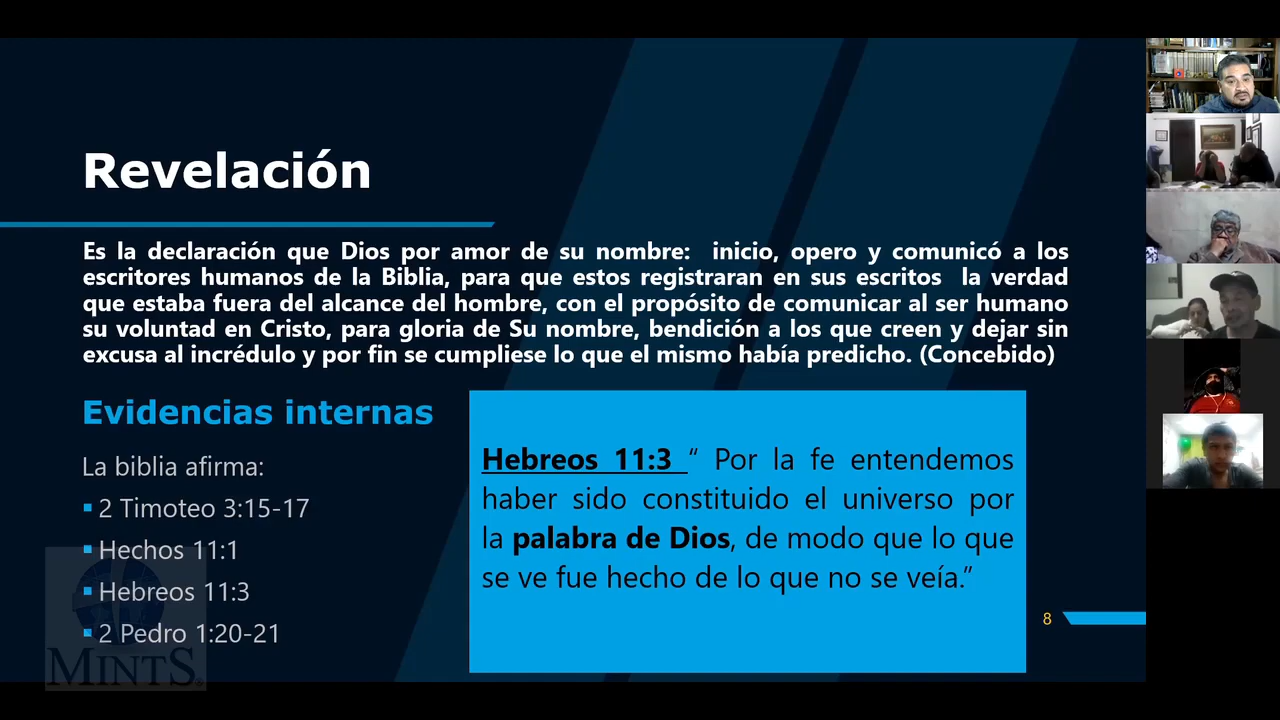 Revelación
Es la declaración que Dios por amor de su nombre: inicio, opero y comunicó a los
escritores humanos de la Biblia, para que estos registraran en sus escritos la verdad
que estaba fuera del alcance del hombre, con el propósito de comunicar al ser humano
su voluntad en Cristo, para gloria de Su nombre, bendición a los que creen y dejar sin
excusa al incrédulo y por fin se cumpliese lo que el mismo había predicho. (Concebido)
Evidencias internas
La biblia afirma:
▪ 2 Timoteo 3:15-17
▪ Hechos 11:1
▪ Hebreos 11:3
▪ 2 Pedro 1:20-21
Hebreos 11:3 “ Por la fe entendemos
haber sido constituido el universo por
la palabra de Dios, de modo que lo que
se ve fue hecho de lo que no se veía.”
8
MINTS®